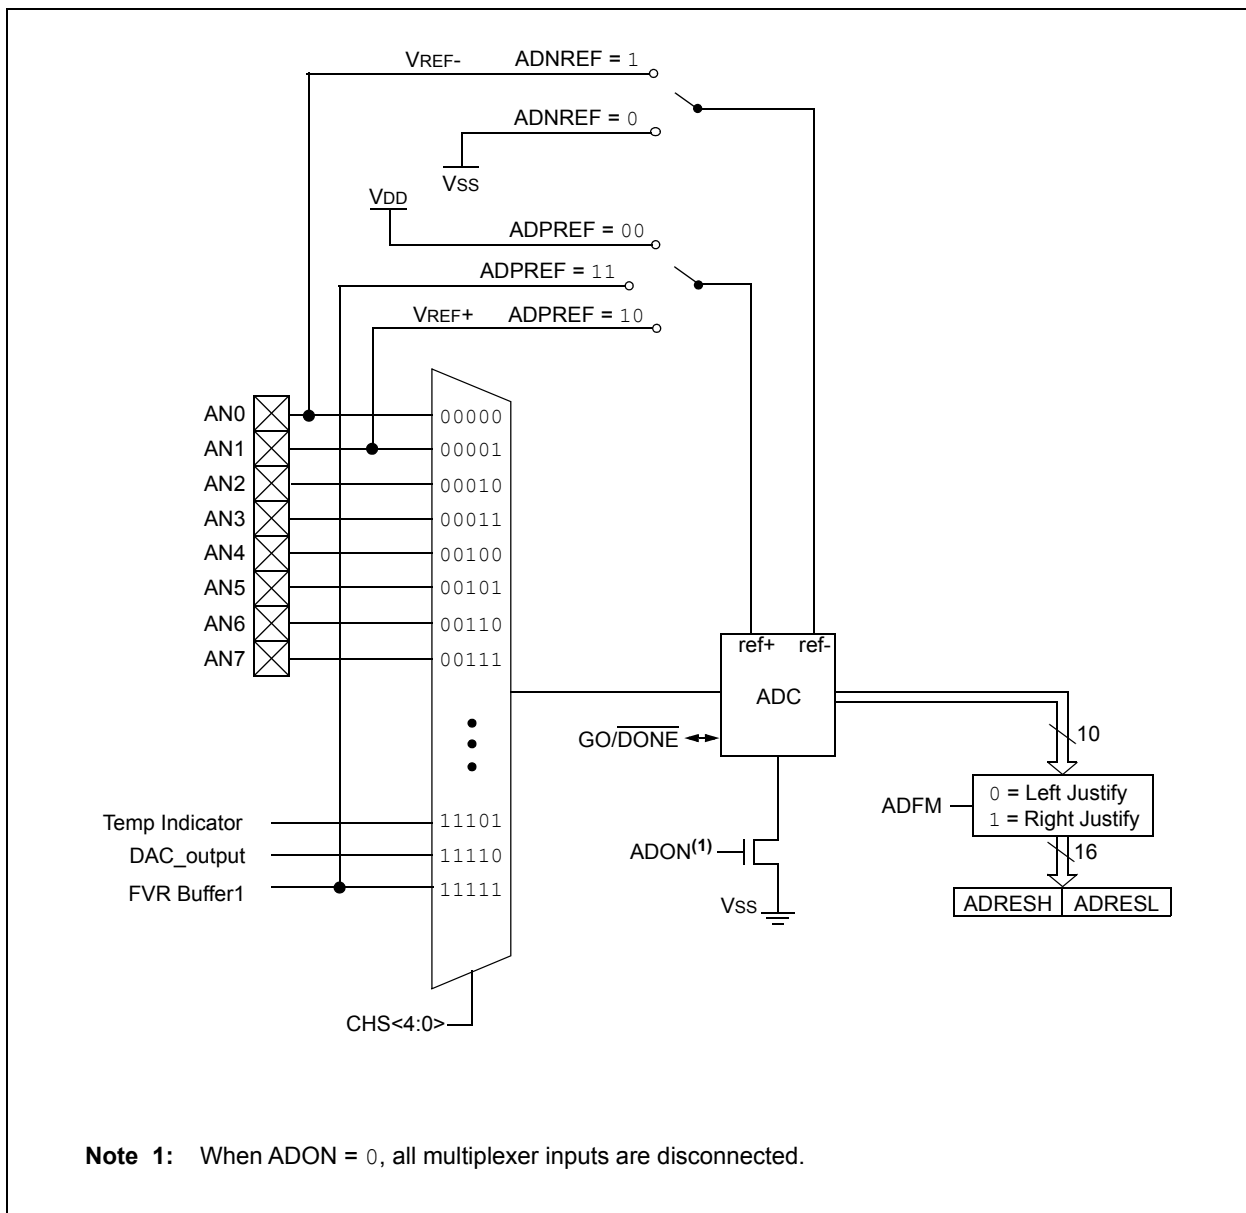 VREF- ADNREF = 1
ADNREF = 0
VSS
VDD
ADPREF = 00
ADPREF = 11
VREF+ ADPREF = 10
AN0 00000
AN1 00001
AN2 00010
AN3 00011
AN4 00100
AN5 00101
AN6 00110
AN7 00111
ref+ ref-
ADC
GO/DONE
10
ADFM
0 = Left Justify
1 = Right Justify
16
ADRESH ADRESL
Temp Indicator 11101
DAC_output 11110
FVR Buffer1 11111
ADON(1)
VSS
CHS<4:0>
Note 1: When ADON = 0, all multiplexer inputs are disconnected.